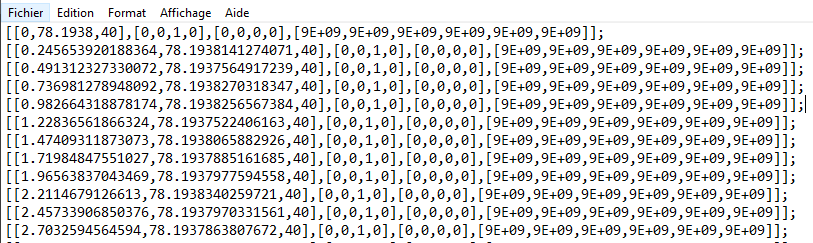 Fichier Edition Format Affichage Aide
[[0,78.1938,40],[0,0,1,0],[0,0,0,0],[9E+09,9E+09,9E+09,9E+09,9E+09,9E+09]];
[[0.245653920188364,78.1938141274071,40],[0,0,1,0],[0,0,0,0],[9E+09,9E+09,9E+09,9E+09,9E+09,9E+09]];
[[0.491312327330072,78.1937564917239,40],[0,0,1,0],[0,0,0,0],[9E+09,9E+09,9E+09,9E+09,9E+09,9E+09]];
[[0.736981278948092,78.1938270318347,40],[0,0,1,0],[0,0,0,0],[9E+09,9E+09,9E+09,9E+09,9E+09,9E+09]];
[[0.982664318878174,78.1938256567384,40],[0,0,1,0],[0,0,0,0],[9E+09,9E+09,9E+09,9E+09,9E+09,9E+09]];
[[1.22836561866324,78.1937522406163,40],[0,0,1,0],[0,0,0,0],[9E+09,9E+09,9E+09,9E+09,9E+09,9E+09]];
[[1.47409311873073,78.1938065882926,40],[0,0,1,0],[0,0,0,0],[9E+09,9E+09,9E+09,9E+09,9E+09,9E+09]];
[[1.71984847551027,78.1937885161685,40],[0,0,1,0],[0,0,0,0],[9E+09,9E+09,9E+09,9E+09,9E+09,9E+09]];
[[1.96563837043469,78.1937977594558,40],[0,0,1,0],[0,0,0,0],[9E+09,9E+09,9E+09,9E+09,9E+09,9E+09]];
[[2.2114679126613,78.1938340259721,40],[0,0,1,0],[0,0,0,0],[9E+09,9E+09,9E+09,9E+09,9E+09,9E+09]];
[[2.45733906850376,78.1937970331561,40],[0,0,1,0],[0,0,0,0],[9E+09,9E+09,9E+09,9E+09,9E+09,9E+09]];
[[2.7032594564594,78.1937863807672,40],[0,0,1,0],[0,0,0,0],[9E+09,9E+09,9E+09,9E+09,9E+09,9E+09]];